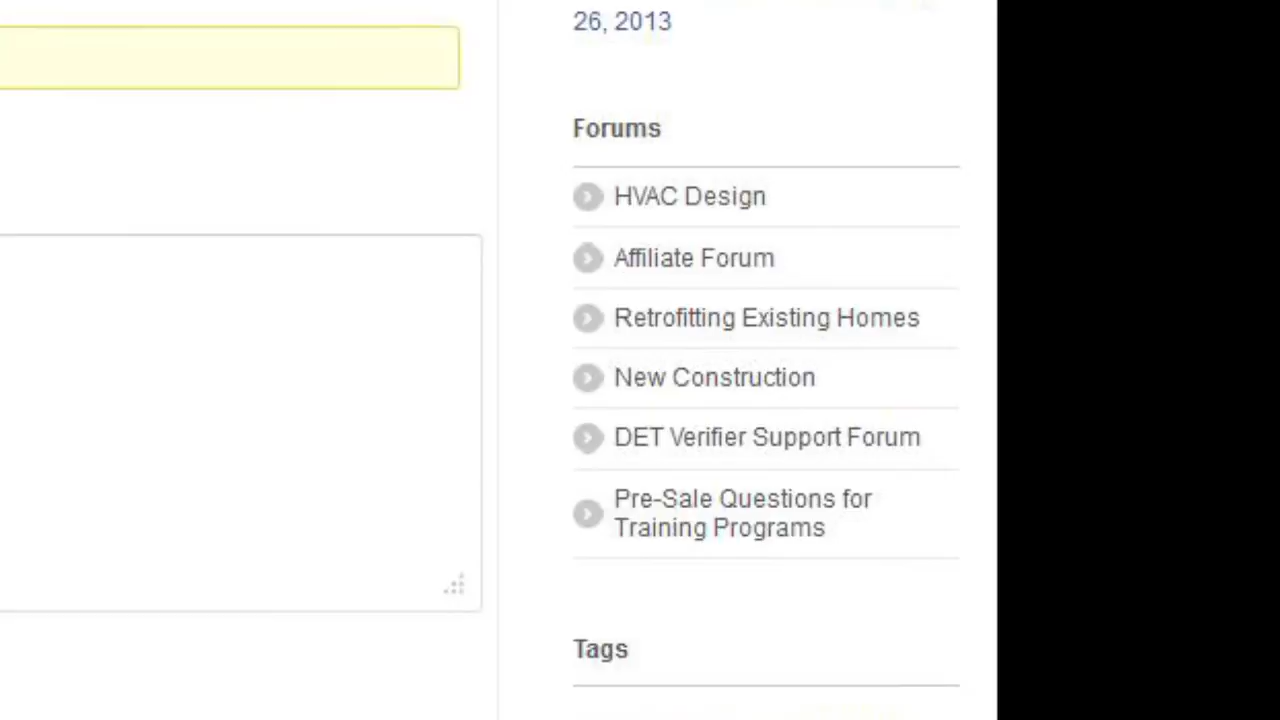 26, 2013
Forums
HVAC Design
Affiliate Forum
Retrofitting Existing Homes
New Construction
DET Verifier Support Forum
Pre-Sale Questions for
Training Programs
Tags